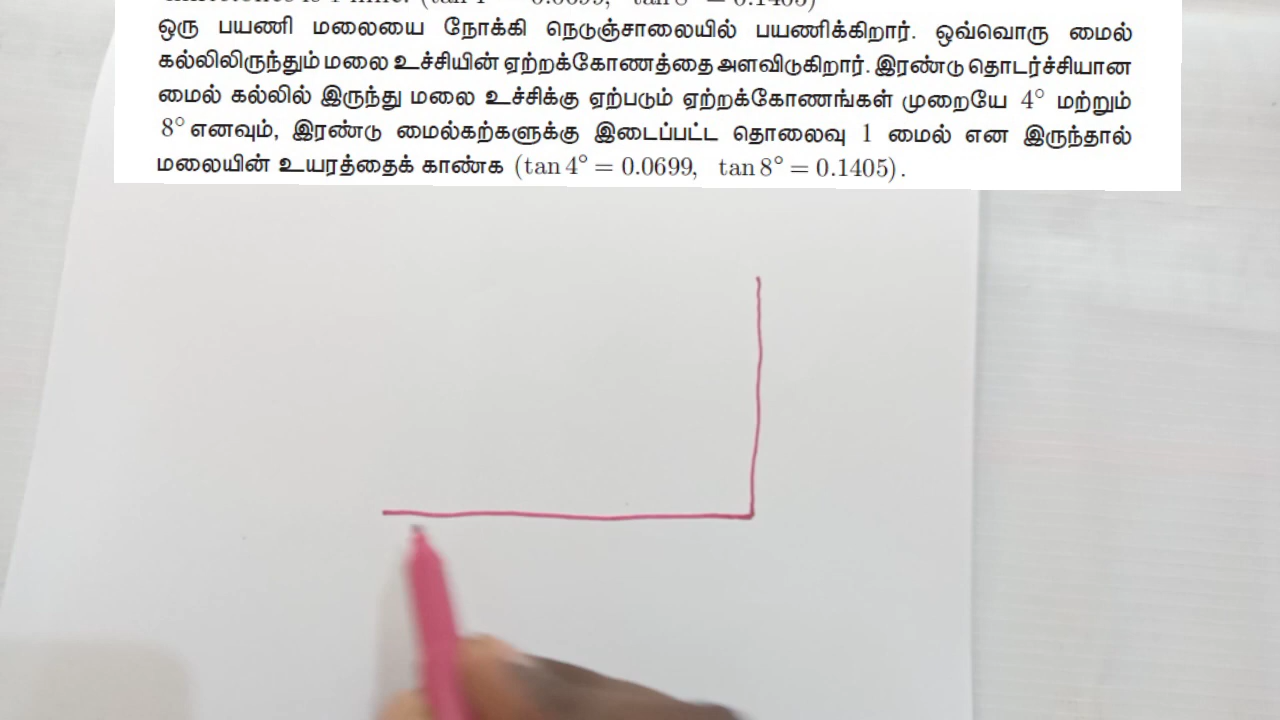 ஒரு பயணி மலையை நோக்கி நெடுஞ்சாலையில் பயணிக்கிறார். ஒவ்வொரு மைல்
கல்லிலிருந்தும் மலை உச்சியின் ஏற்றக்கோணத்தை அளவிடுகிறார். இரண்டு தொடர்ச்சியான
மைல் கல்லில் இருந்து மலை உச்சிக்கு ஏற்படும் ஏற்றக்கோணங்கள் முறையே 4° மற்றும்
8° எனவும், இரண்டு மைல்கற்களுக்கு இடைப்பட்ட தொலைவு 1 மைல் என இருந்தால்
மலையின் உயரத்தைக் காண்க (tan 4° = 0.0699, tan 8° = 0.1405).